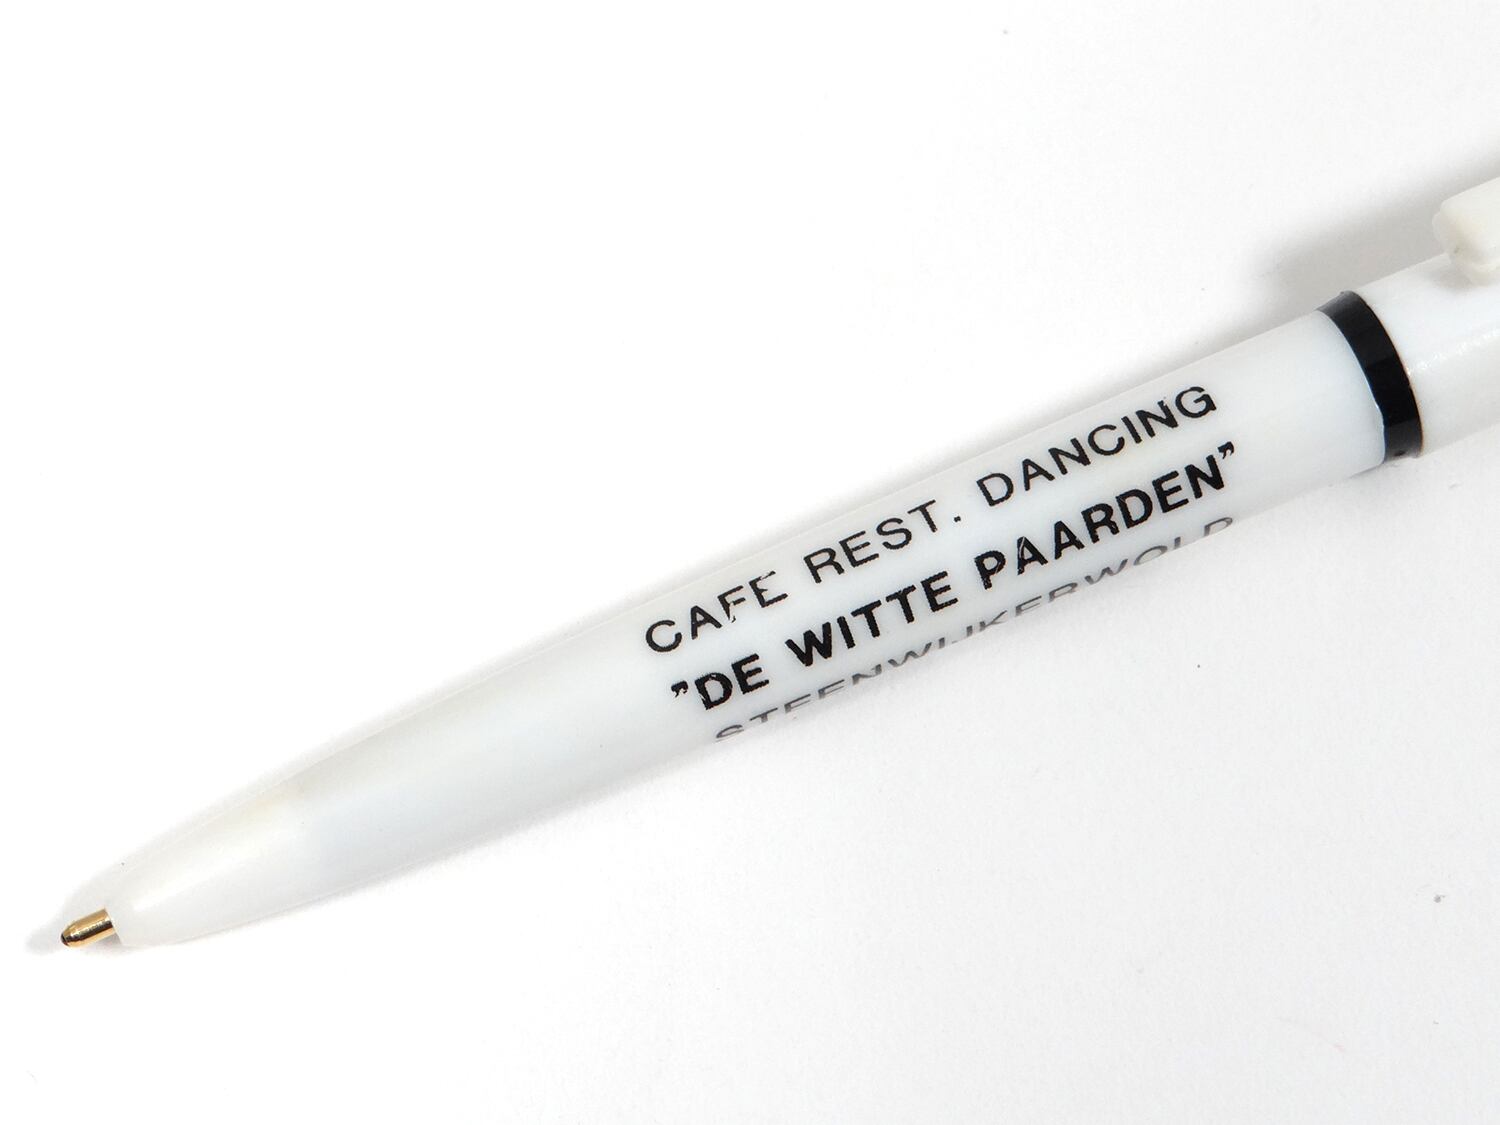 CAFE REST. DANCING
"DE WITTE PAARDEN"
STEENWIJKERWOLD